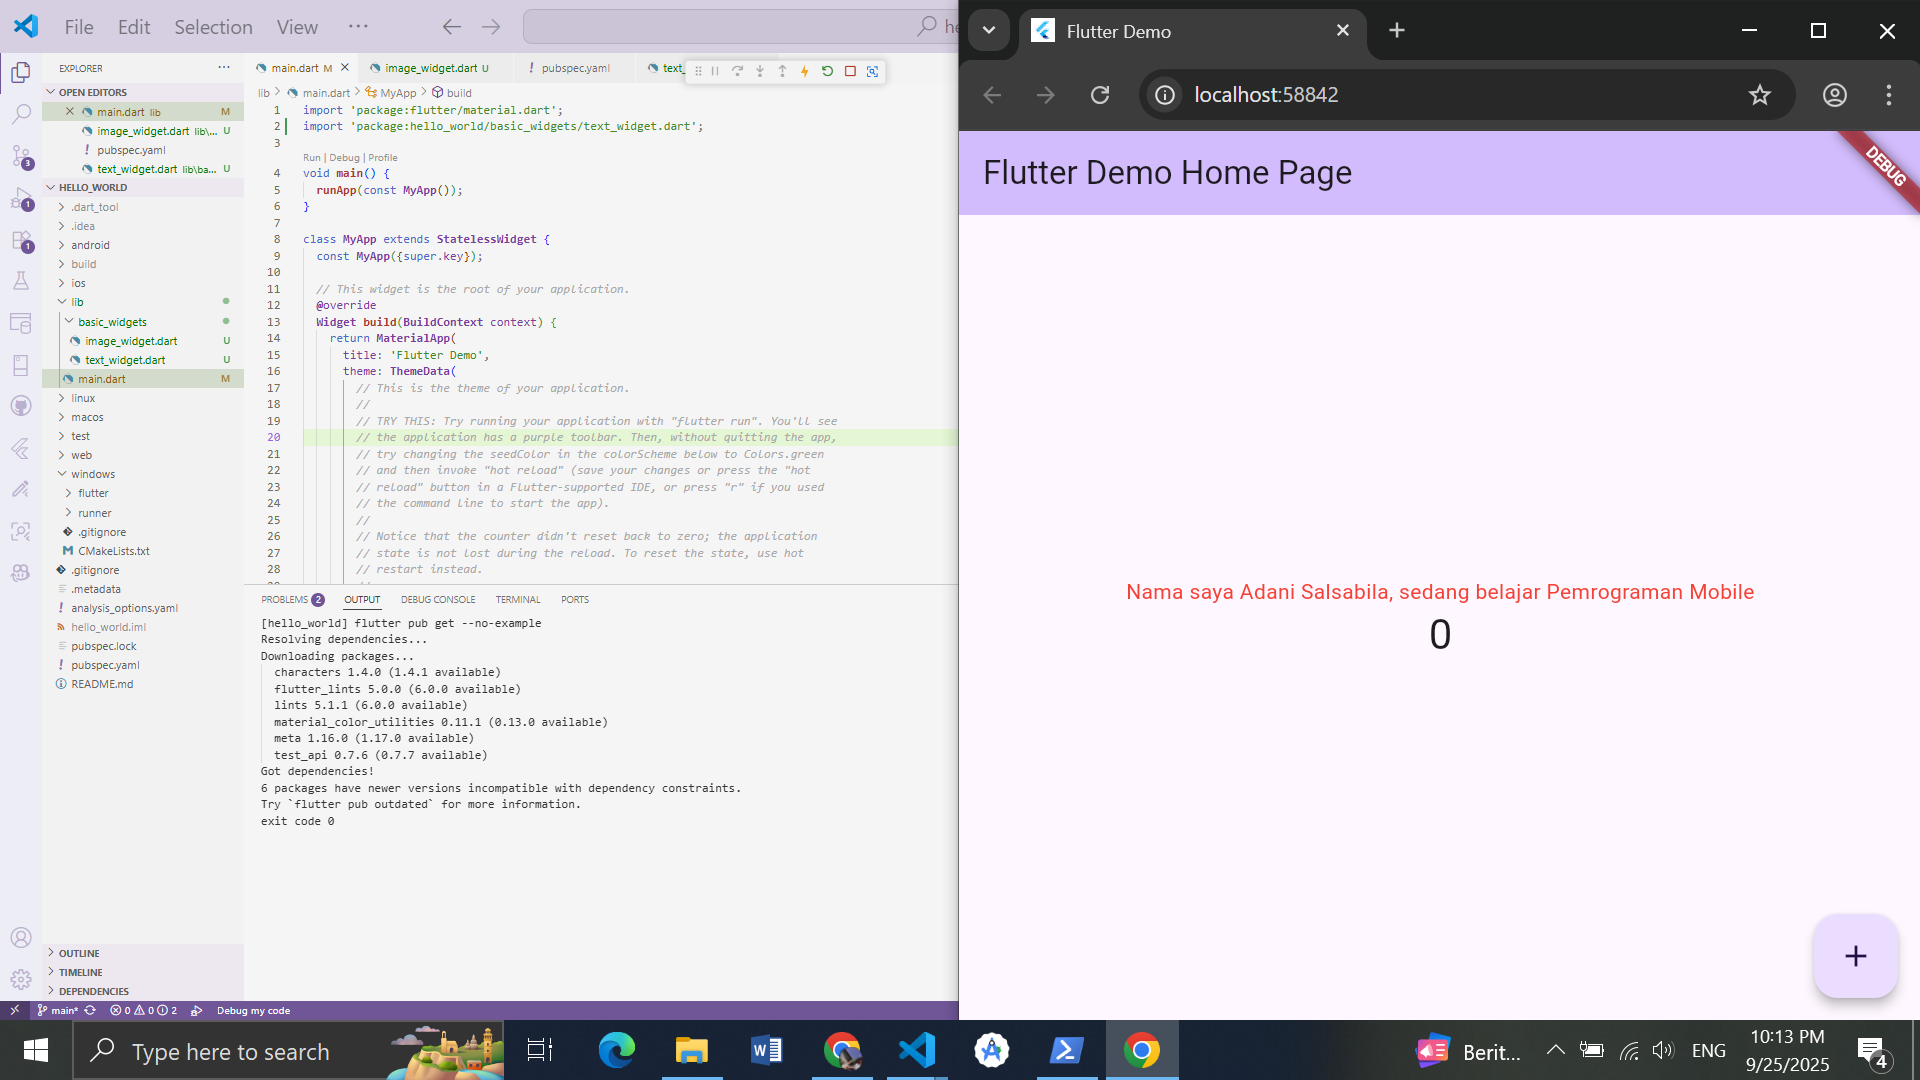 File Edit Selection View ···
he
EXPLORER ···
OPEN EDITORS
main.dart lib M
image_widget.dart lib\... U
pubspec.yaml
text_widget.dart lib\ba... U
HELLO_WORLD
.dart_tool
.idea
android
build
ios
lib
basic_widgets
image_widget.dart U
text_widget.dart U
main.dart M
linux
macos
test
web
windows
flutter
runner
.gitignore
CMakeLists.txt
.gitignore
.metadata
analysis_options.yaml
hello_world.iml
pubspec.lock
pubspec.yaml
README.md
OUTLINE
TIMELINE
DEPENDENCIES
3
1
1
main.dart M
image_widget.dart U
pubspec.yaml
text_
lib > main.dart > MyApp > build
1 import 'package:flutter/material.dart';
2 import 'package:hello_world/basic_widgets/text_widget.dart';
3
Run | Debug | Profile
4 void main() {
5 runApp(const MyApp());
6 }
7
8 class MyApp extends StatelessWidget {
9 const MyApp({super.key});
10
11 // This widget is the root of your application.
12 @override
13 Widget build(BuildContext context) {
14 return MaterialApp(
15 title: 'Flutter Demo',
16 theme: ThemeData(
17 // This is the theme of your application.
18 //
19 // TRY THIS: Try running your application with "flutter run". You'll see
20 // the application has a purple toolbar. Then, without quitting the app,
21 // try changing the seedColor in the colorScheme below to Colors.green
22 // and then invoke "hot reload" (save your changes or press the "hot
23 // reload" button in a Flutter-supported IDE, or press "r" if you used
24 // the command line to start the app).
25 //
26 // Notice that the counter didn't reset back to zero; the application
27 // state is not lost during the reload. To reset the state, use hot
28 // restart instead.
PROBLEMS 2 OUTPUT DEBUG CONSOLE TERMINAL PORTS
[hello_world] flutter pub get --no-example
Resolving dependencies...
Downloading packages...
characters 1.4.0 (1.4.1 available)
flutter_lints 5.0.0 (6.0.0 available)
lints 5.1.1 (6.0.0 available)
material_color_utilities 0.11.1 (0.13.0 available)
meta 1.16.0 (1.17.0 available)
test_api 0.7.6 (0.7.7 available)
Got dependencies!
6 packages have newer versions incompatible with dependency constraints.
Try `flutter pub outdated` for more information.
exit code 0
main* 0 0 2 Debug my code
Flutter Demo
localhost:58842
Flutter Demo Home Page
DEBUG
Nama saya Adani Salsabila, sedang belajar Pemrograman Mobile
0
+
Type here to search
Berit...
ENG
10:13 PM
9/25/2025
4